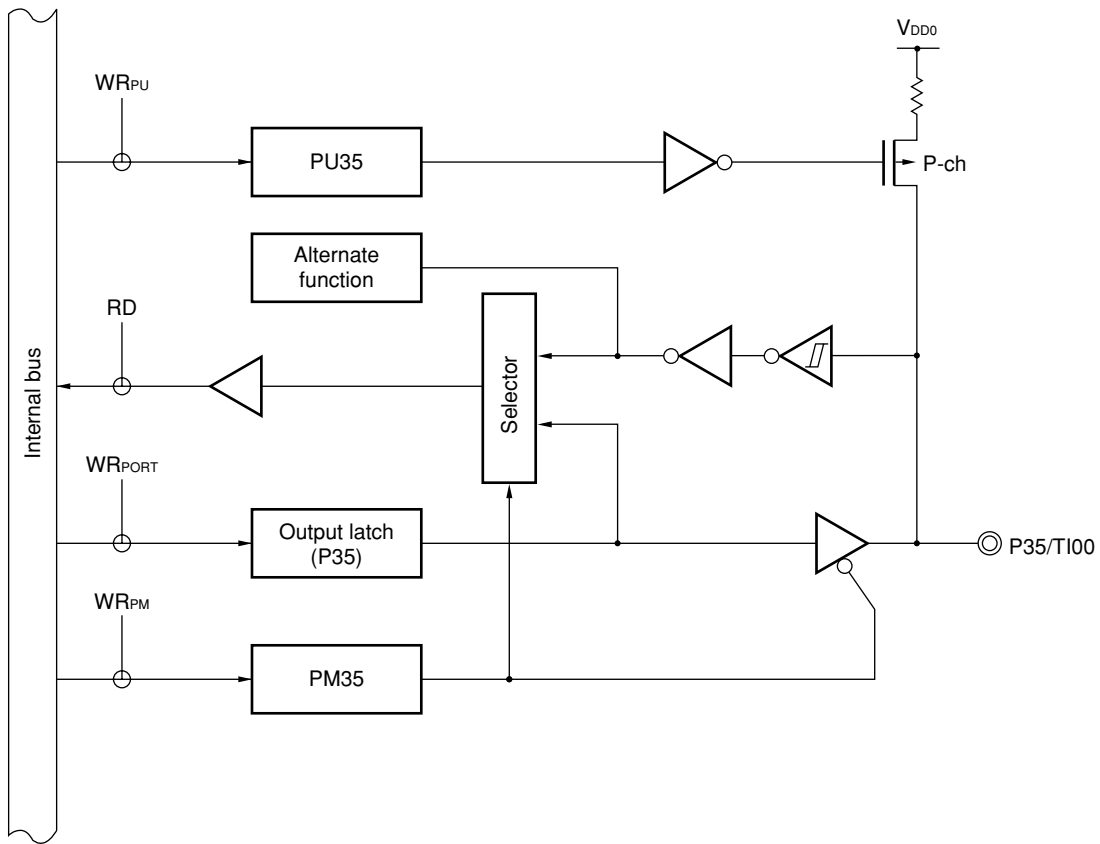 VDD0
WRPU
PU35
P-ch
Alternate
function
RD
Internal bus
Selector
WRPORT
Output latch
(P35)
P35/TI00
WRPM
PM35